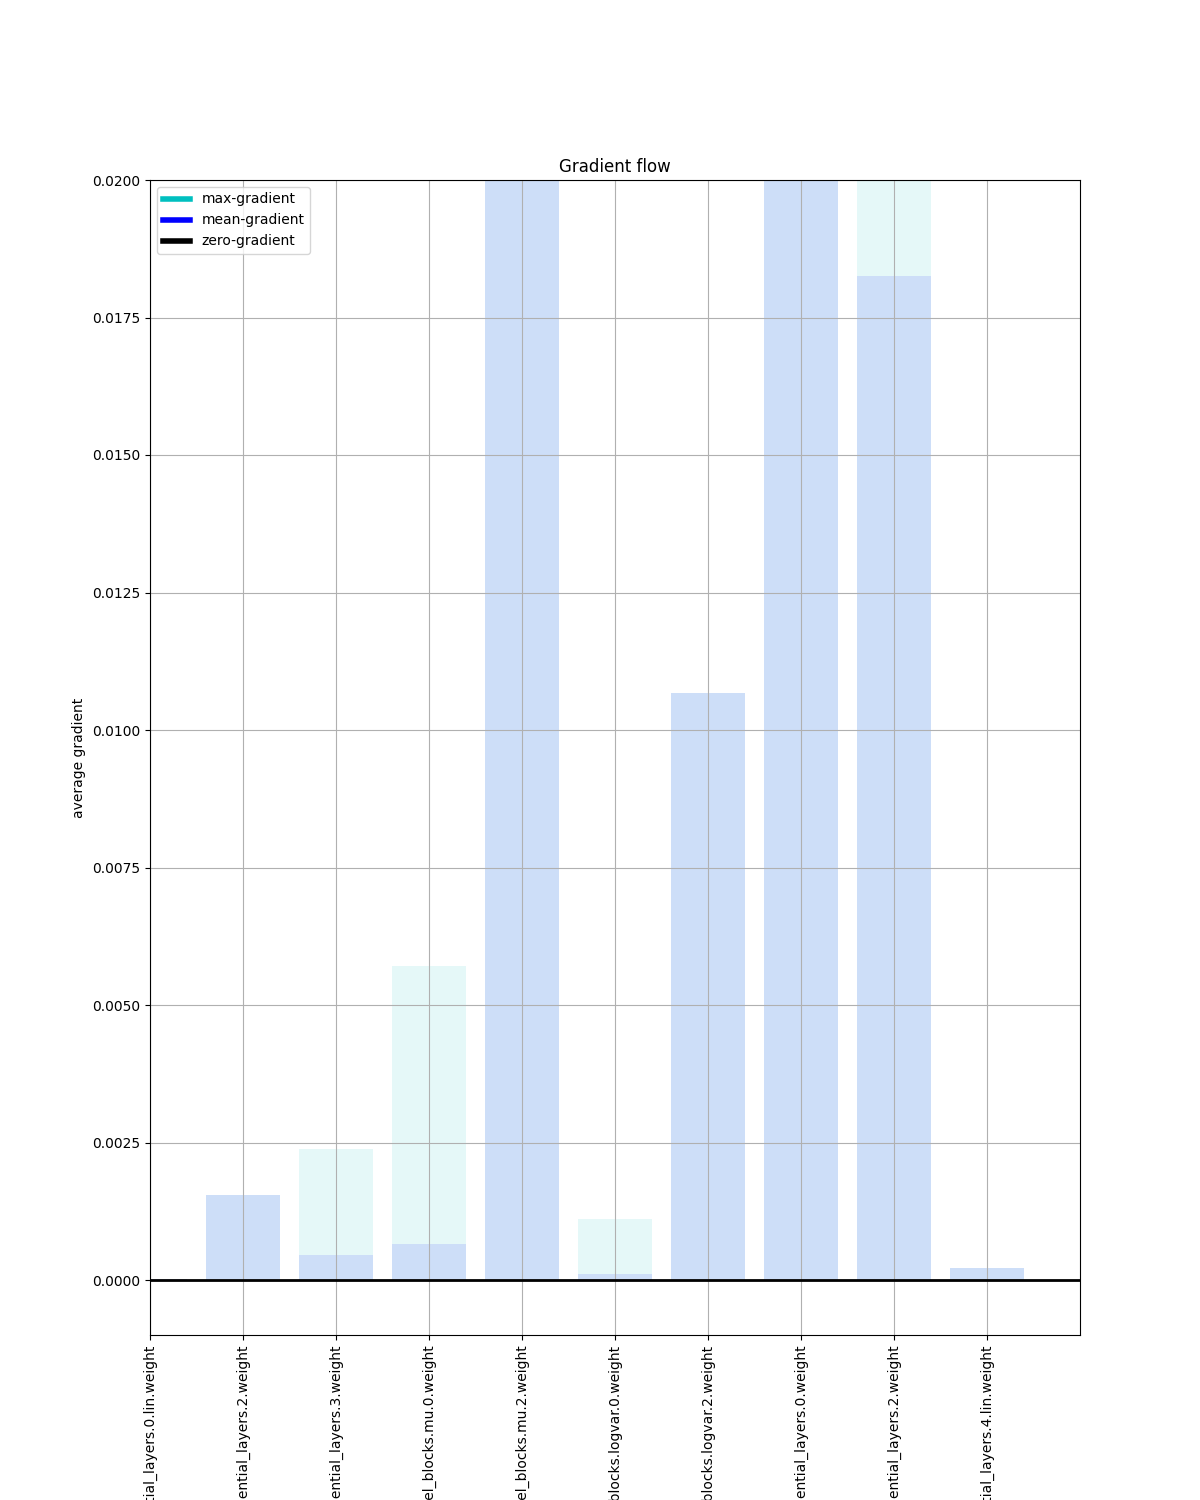 Gradient flow
max-gradient
mean-gradient
zero-gradient
0.0200
0.0175
0.0150
0.0125
0.0100
0.0075
0.0050
0.0025
0.0000
average gradient
tial_layers.0.lin.weight
ential_layers.2.weight
ential_layers.3.weight
el_blocks.mu.0.weight
el_blocks.mu.2.weight
blocks.logvar.0.weight
blocks.logvar.2.weight
ential_layers.0.weight
ential_layers.2.weight
tial_layers.4.lin.weight